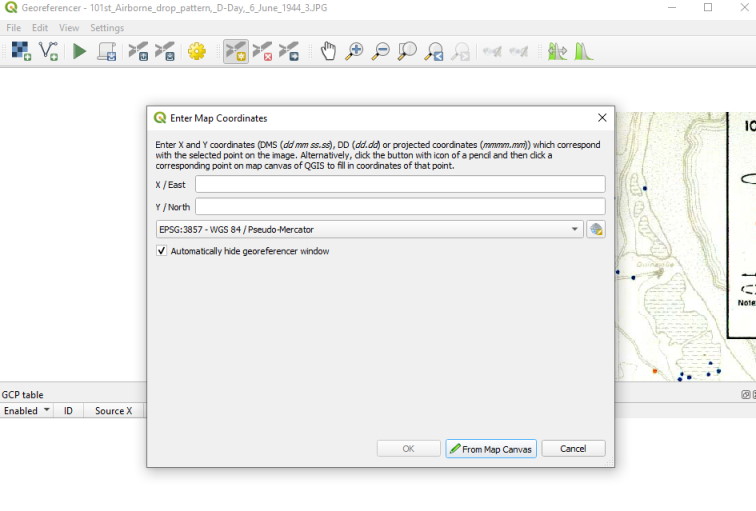 Georeferencer - 101st_Airborne_drop_pattern,_D-Day,_6_June_1944_3.JPG
File Edit View Settings
Enter Map Coordinates
Enter X and Y coordinates (DMS (dd mm ss.ss), DD (dd.dd) or projected coordinates (mmmm.mm)) which correspond
with the selected point on the image. Alternatively, click the button with icon of a pencil and then click a
corresponding point on map canvas of QGIS to fill in coordinates of that point.
X / East
Y / North
EPSG:3857 - WGS 84 / Pseudo-Mercator
Automatically hide georeferencer window
Note
GCP table
Enabled ID Source X
OK From Map Canvas Cancel